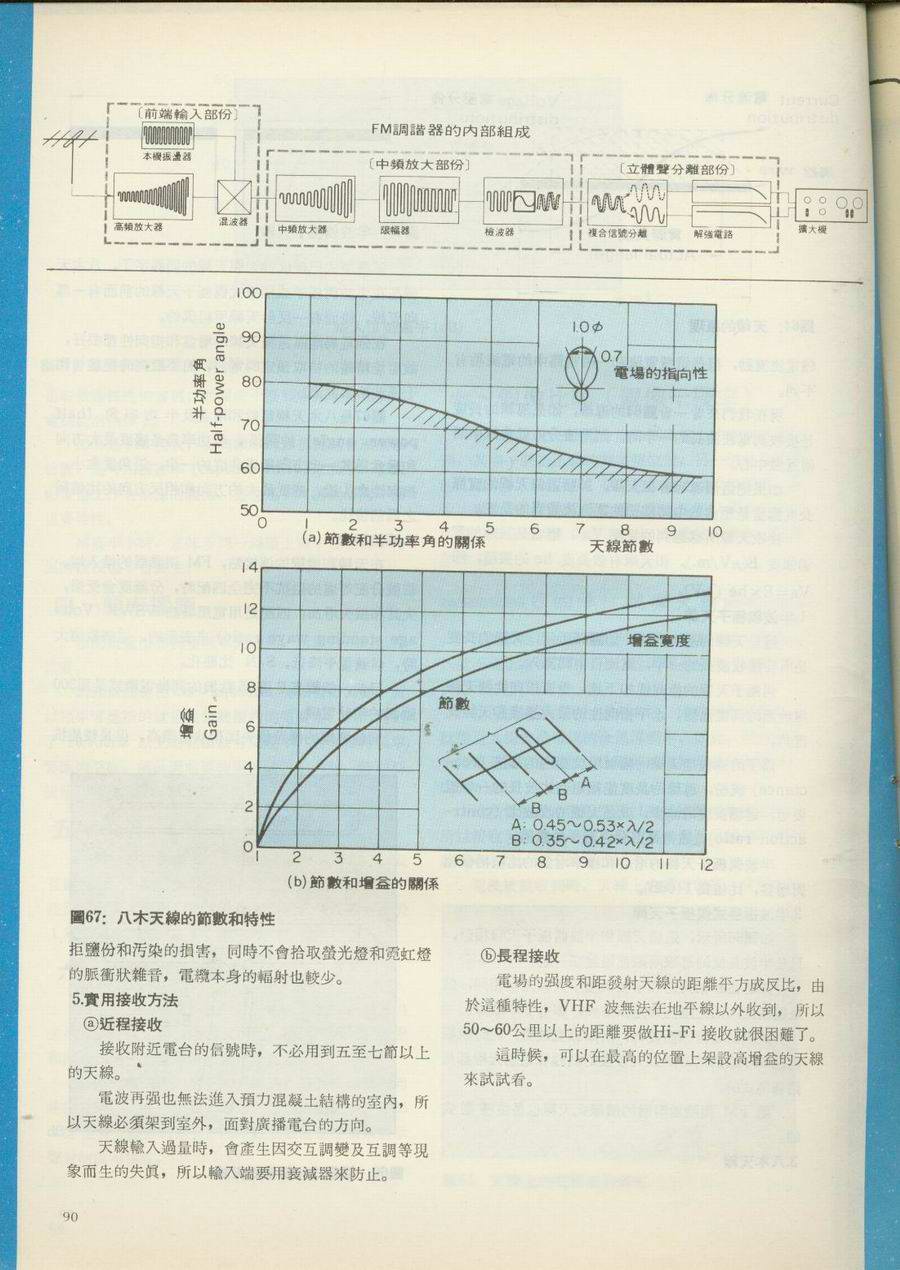 FM調諧器的內部組成
〔前端輸入部份〕
本機振盪器
高頻放大器
混波器
〔中頻放大部份〕
中頻放大器
限幅器
檢波器
〔立體聲分離部份〕
複合信號分離
解強電路
擴大機
半功率角
Half-power angle
100
90
80
70
60
50
1.0 φ
0.7
電場的指向性
0 1 2 3 4 5 6 7 8 9 10
(a)節數和半功率角的關係
天線節數
增益
Gain
14
12
10
8
6
4
2
0
增益寬度
節數
A
B
B
A: 0.45～0.53×λ/2
B: 0.35～0.42×λ/2
1 2 3 4 5 6 7 8 9 10 11 12
(b)節數和增益的關係
圖67: 八木天線的節數和特性
拒鹽份和汚染的損害，同時不會拾取螢光燈和霓虹燈
的脈衝狀雜音，電纜本身的輻射也較少。
5.實用接收方法
ⓐ近程接收
接收附近電台的信號時，不必用到五至七節以上
的天線。
電波再强也無法進入預力混凝土結構的室內，所
以天線必須架到室外，面對廣播電台的方向。
天線輸入過量時，會產生因交互調變及互調等現
象而生的失眞，所以輸入端要用衰減器來防止。
ⓑ長程接收
電場的强度和距發射天線的距離平方成反比，由
於這種特性，VHF 波無法在地平線以外收到，所以
50～60公里以上的距離要做Hi-Fi 接收就很困難了。
這時候，可以在最高的位置上架設高增益的天線
來試試看。
90